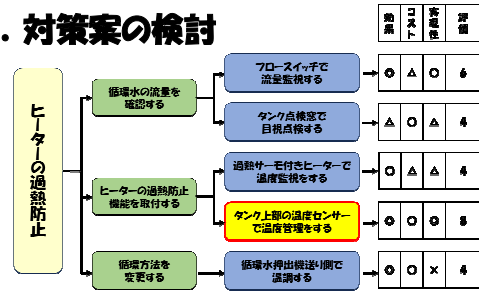 . 対策案の検討
効果 コスト 実現性 評価
ヒーターの過熱防止
循環水の流量を
確認する
フロースイッチで
流量監視する
◎ △ ○ 6
タンク点検窓で
目視点検する
△ ○ △ 4
ヒーターの過熱防止
機能を取付する
過熱サーモ付きヒーターで
温度監視をする
○ △ △ 4
タンク上部の温度センサー
で温度管理をする
◎ ○ ◎ 8
循環方法を
変更する
循環水押出機送り側で
温調する
◎ ○ × 4